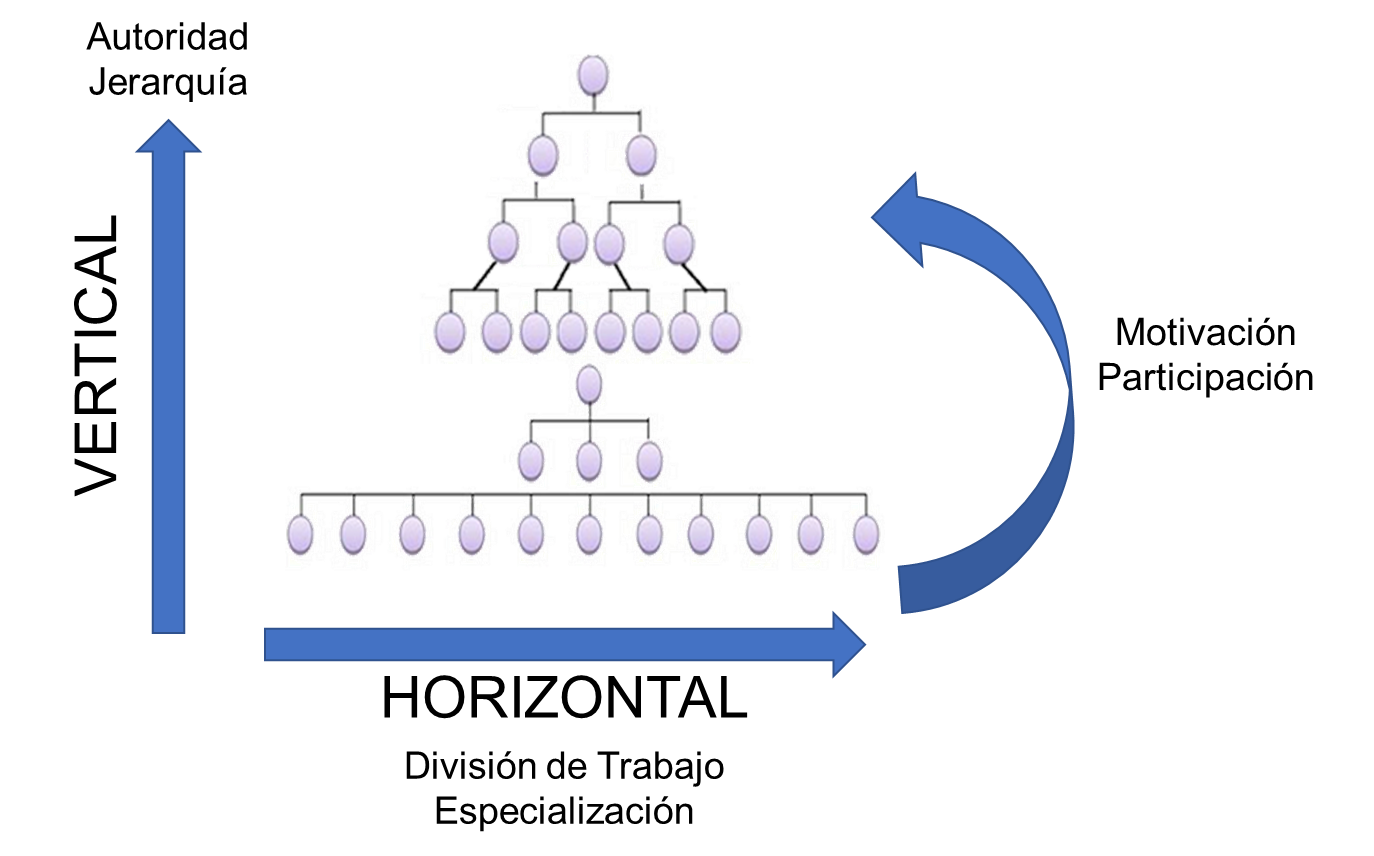 Autoridad
Jerarquía
VERTICAL
Motivación
Participación
HORIZONTAL
División de Trabajo
Especialización